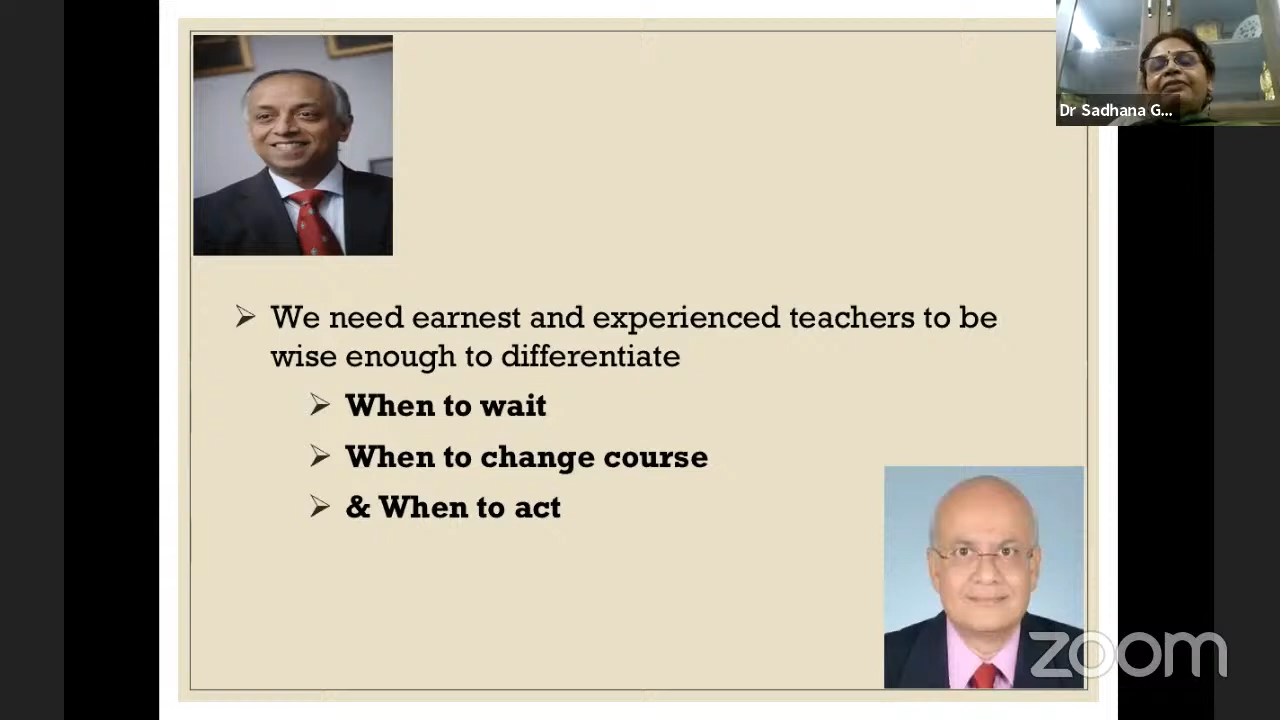 Dr Sadhana G...
We need earnest and experienced teachers to be
wise enough to differentiate
When to wait
When to change course
& When to act
zoom